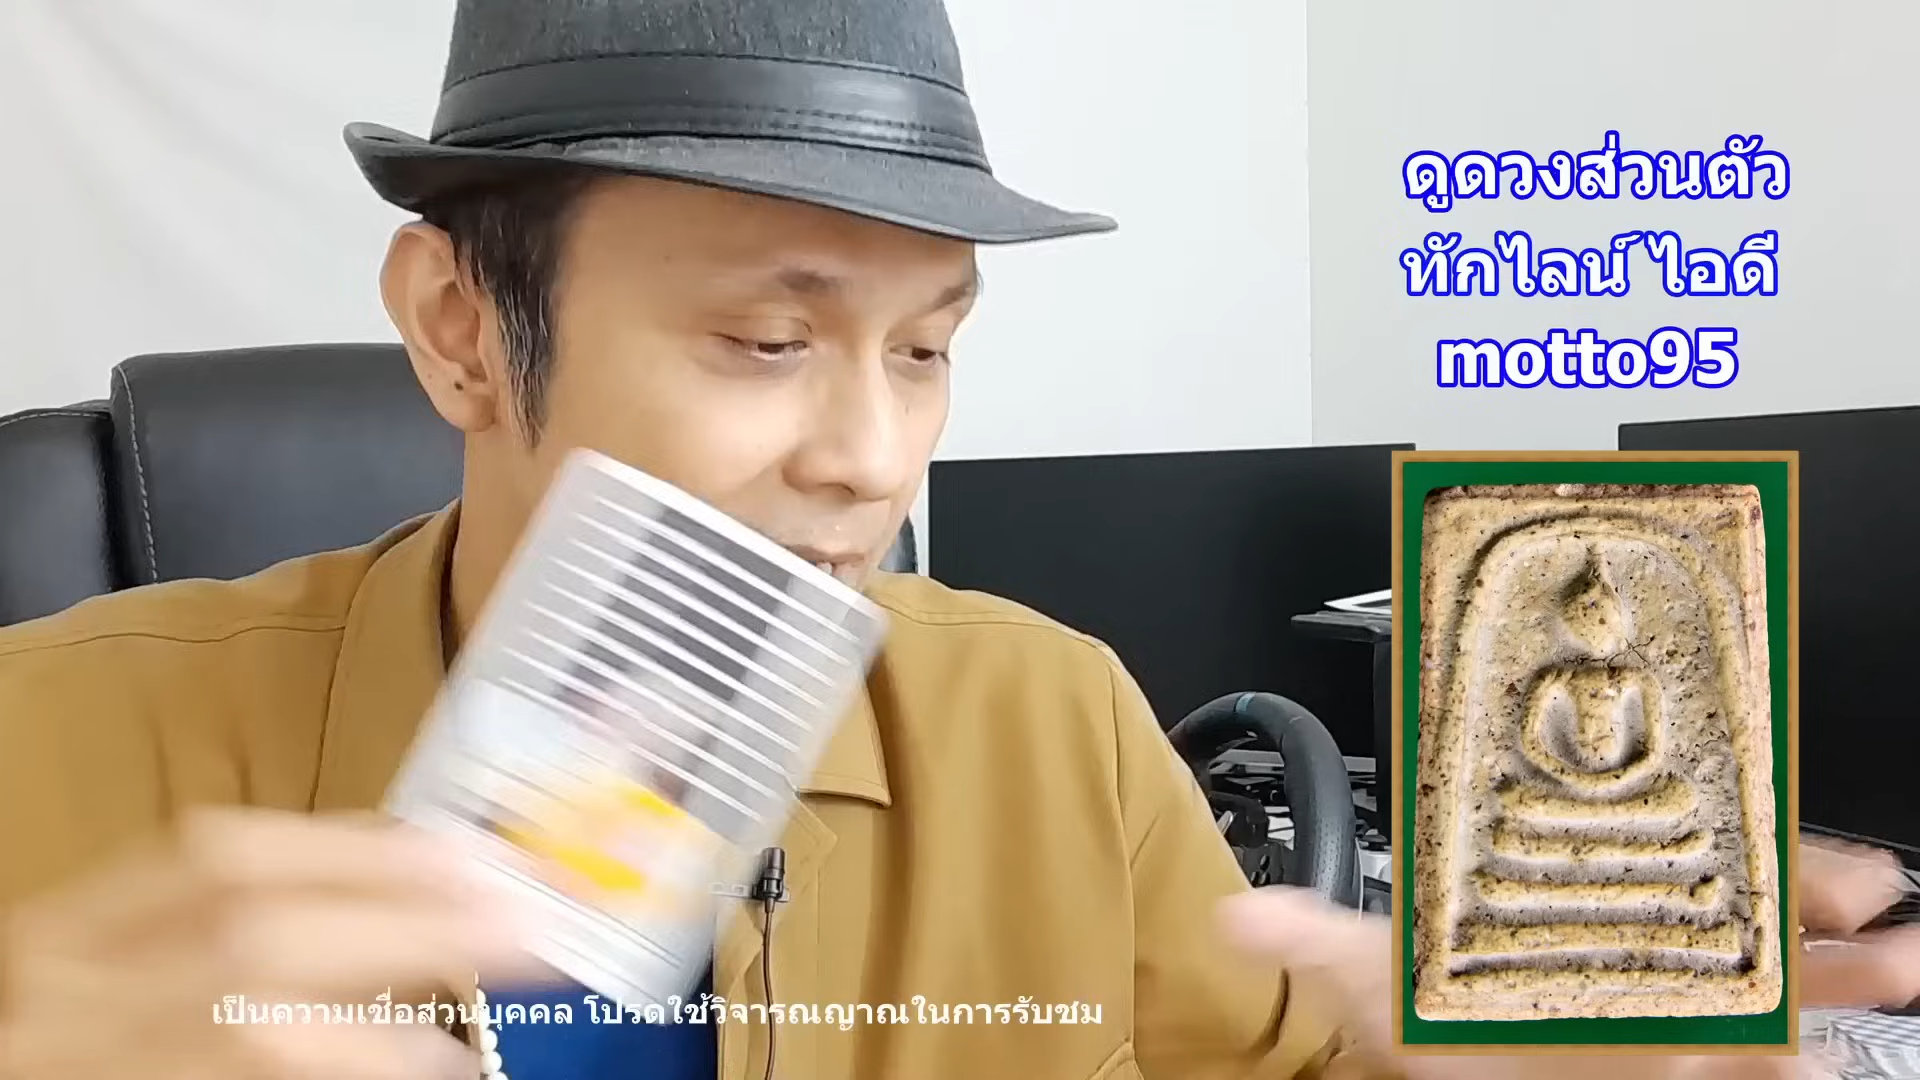 ดูดวงส่วนตัว
ทักไลน์ ไอดี
motto95
เป็นความเชื่อส่วนบุคคล โปรดใช้วิจารณญาณในการรับชม